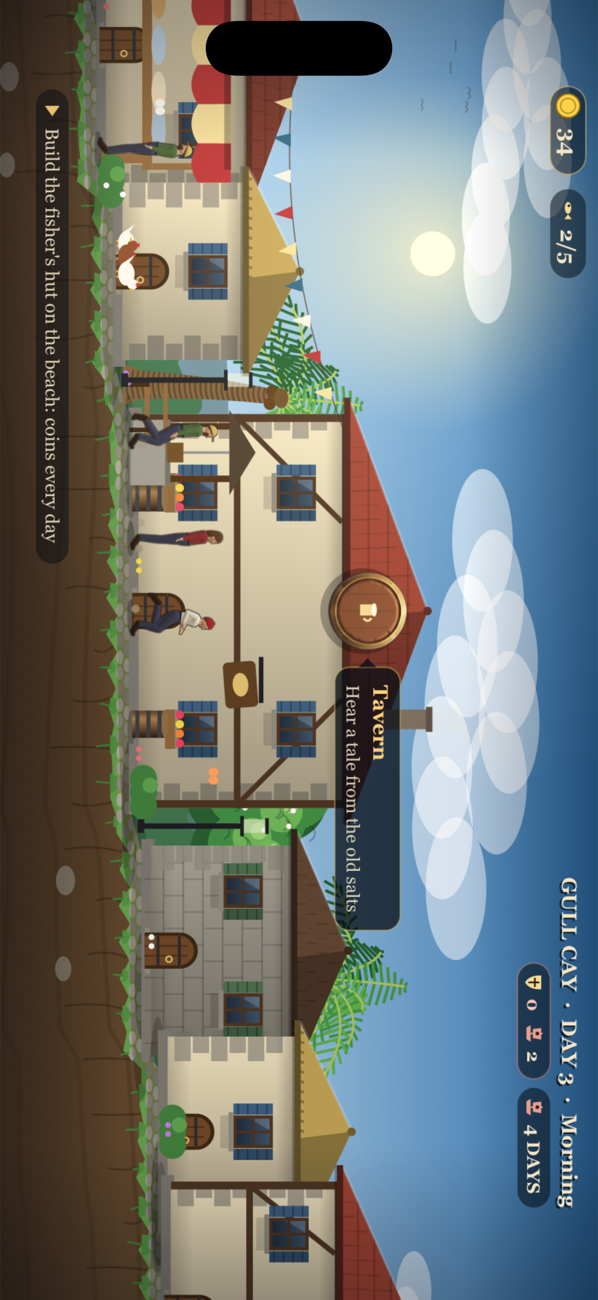 34
2/5
GULL CAY · DAY 3 · Morning
0 2
4 DAYS
Tavern
Hear a tale from the old salts
Build the fisher's hut on the beach: coins every day